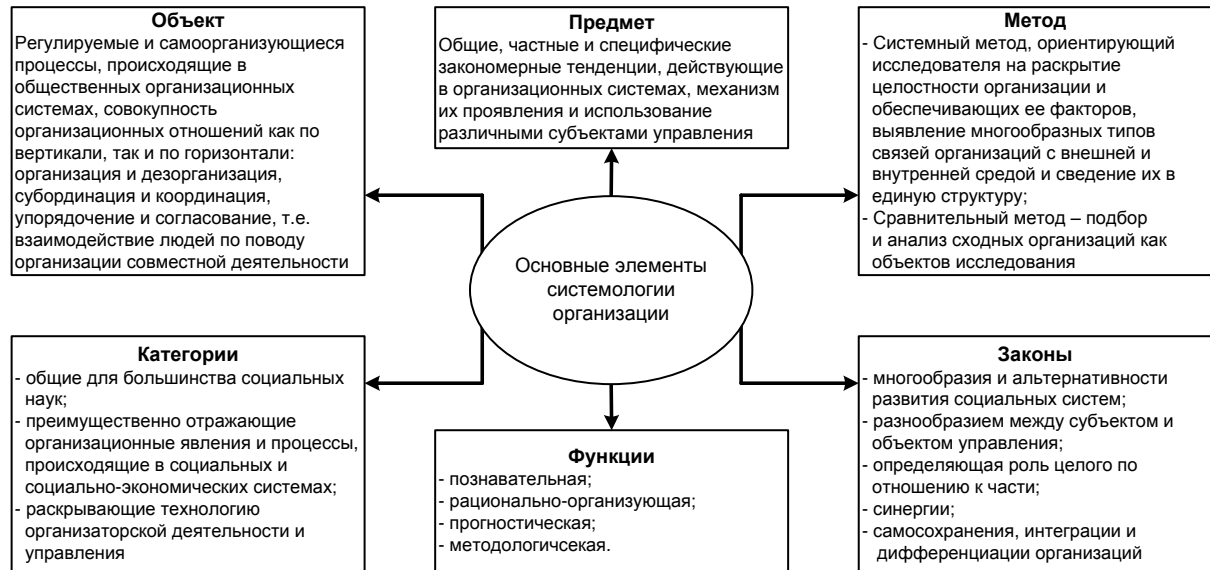 Объект
Регулируемые и самоорганизующиеся
процессы, происходящие в
общественных организационных
системах, совокупность
организационных отношений как по
вертикали, так и по горизонтали:
организация и дезорганизация,
субординация и координация,
упорядочение и согласование, т.е.
взаимодействие людей по поводу
организации совместной деятельности
Предмет
Общие, частные и специфические
закономерные тенденции, действующие
в организационных системах, механизм
их проявления и использование
различными субъектами управления
Метод
- Системный метод, ориентирующий
исследователя на раскрытие
целостности организации и
обеспечивающих ее факторов,
выявление многообразных типов
связей организаций с внешней и
внутренней средой и сведение их в
единую структуру;
- Сравнительный метод – подбор
и анализ сходных организаций как
объектов исследования
Основные элементы
системологии
организации
Категории
- общие для большинства социальных
наук;
- преимущественно отражающие
организационные явления и процессы,
происходящие в социальных и
социально-экономических системах;
- раскрывающие технологию
организаторской деятельности и
управления
Функции
- познавательная;
- рационально-организующая;
- прогностическая;
- методологичсекая.
Законы
- многообразия и альтернативности
развития социальных систем;
- разнообразием между субъектом и
объектом управления;
- определяющая роль целого по
отношению к части;
- синергии;
- самосохранения, интеграции и
дифференциации организаций